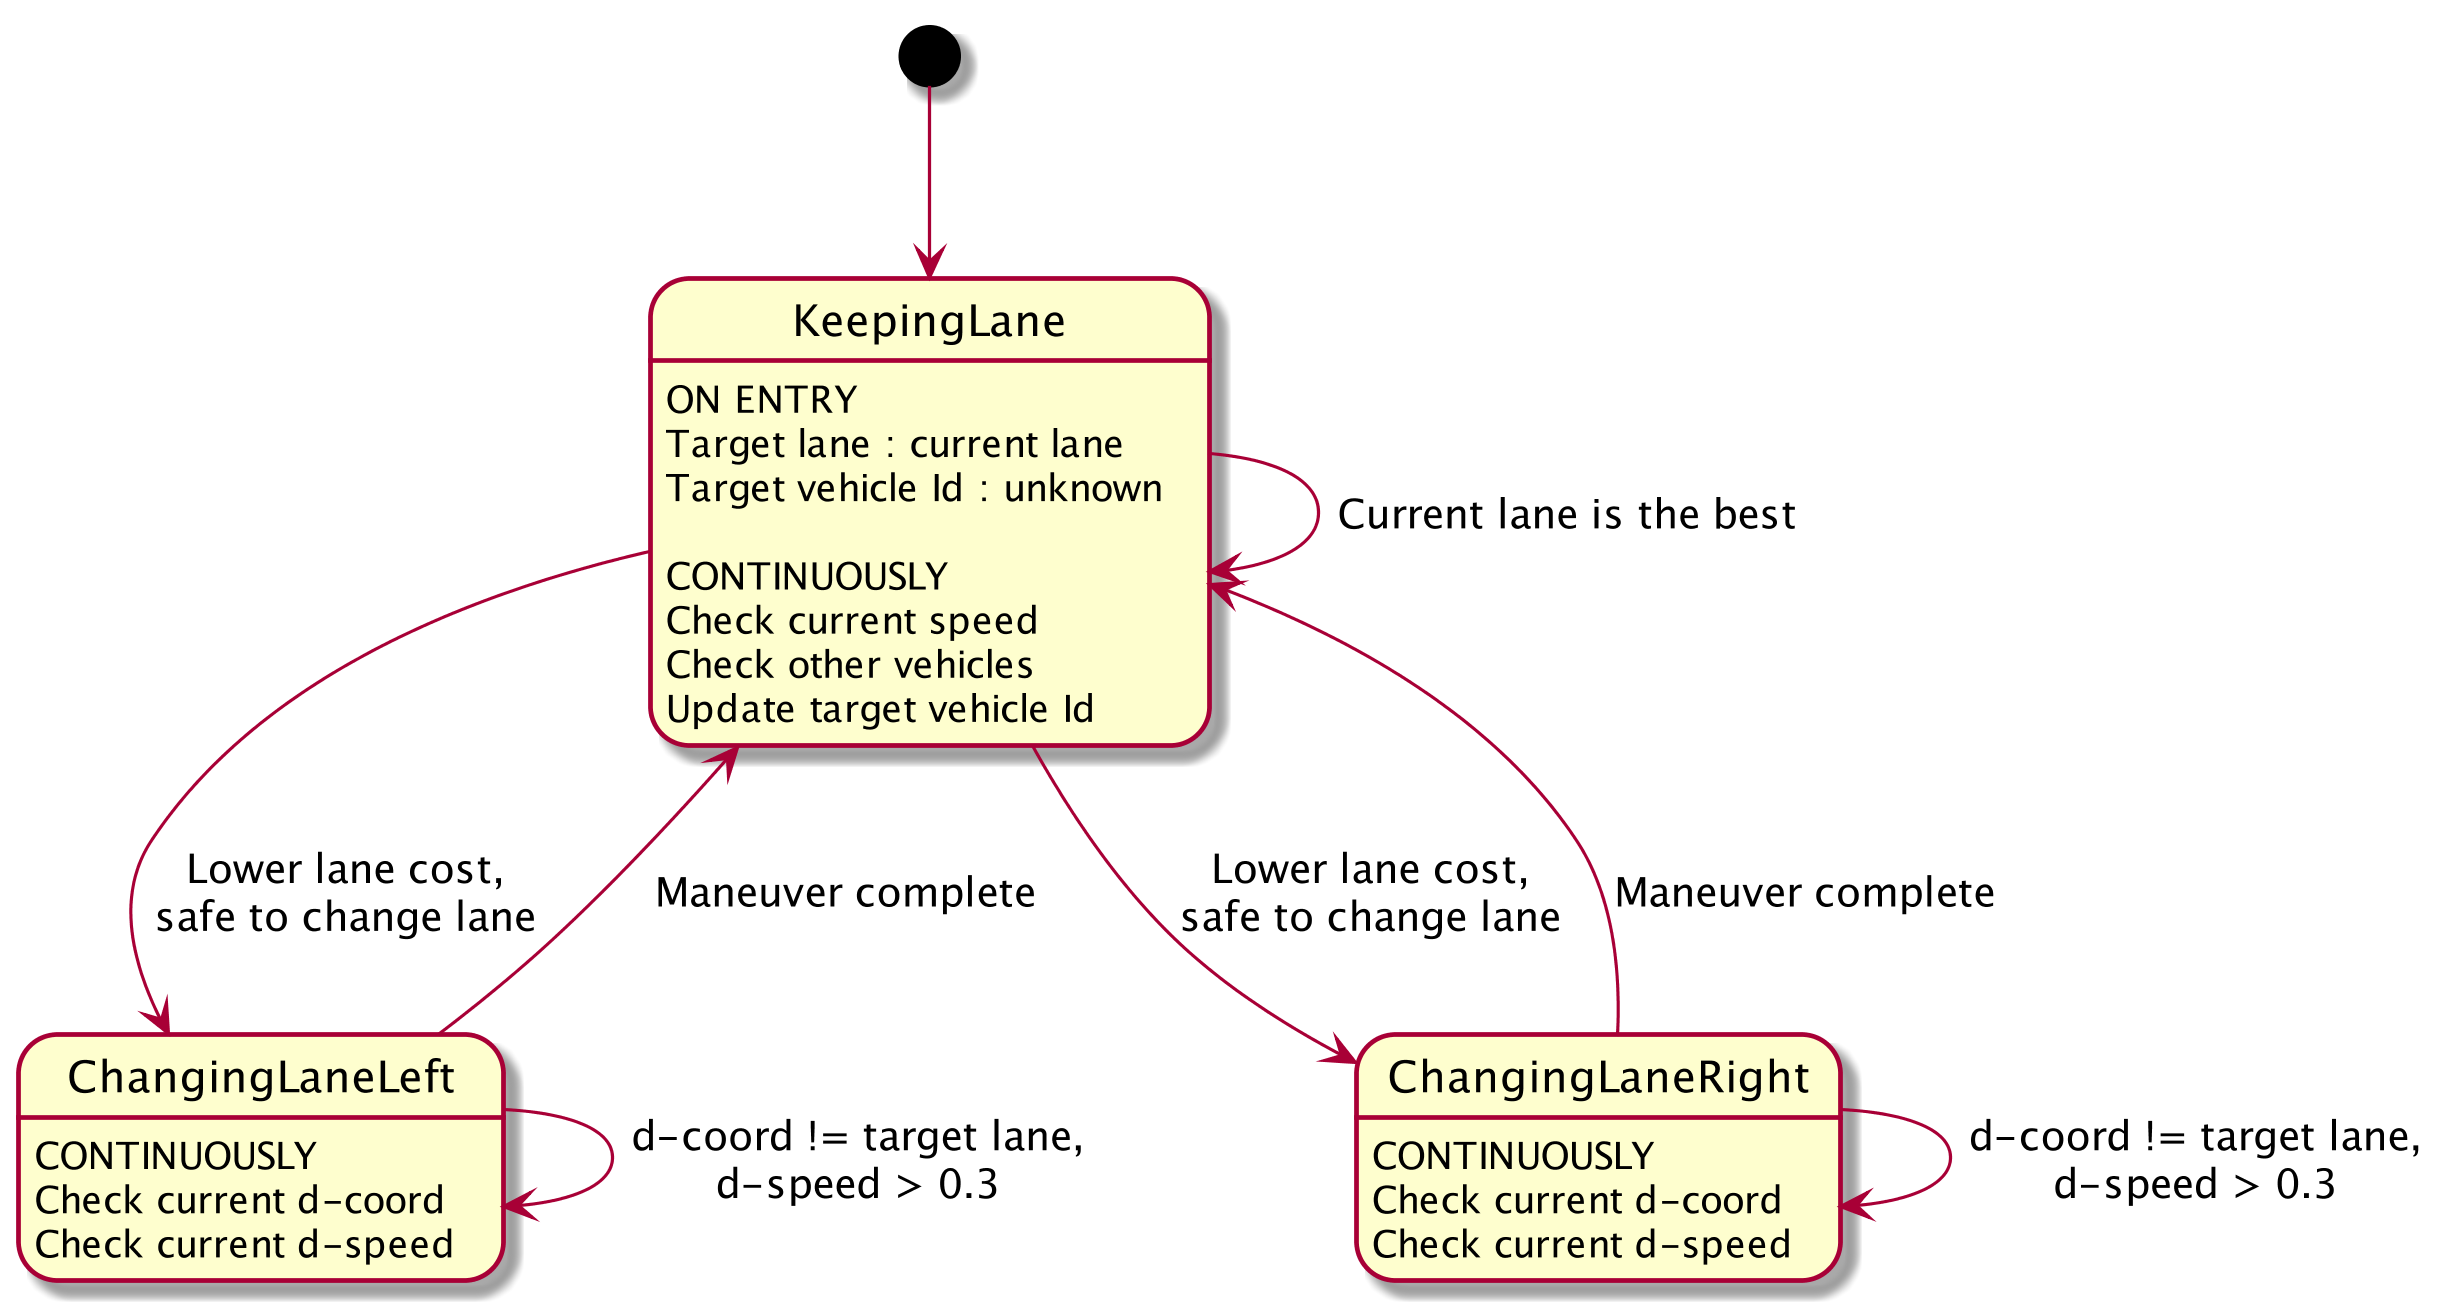 KeepingLane
ON ENTRY
Target lane : current lane
Target vehicle Id : unknown
CONTINUOUSLY
Check current speed
Check other vehicles
Update target vehicle Id
Current lane is the best
Lower lane cost,
safe to change lane
Maneuver complete
Lower lane cost,
safe to change lane
Maneuver complete
ChangingLaneLeft
CONTINUOUSLY
Check current d-coord
Check current d-speed
d-coord != target lane,
d-speed > 0.3
ChangingLaneRight
CONTINUOUSLY
Check current d-coord
Check current d-speed
d-coord != target lane,
d-speed > 0.3